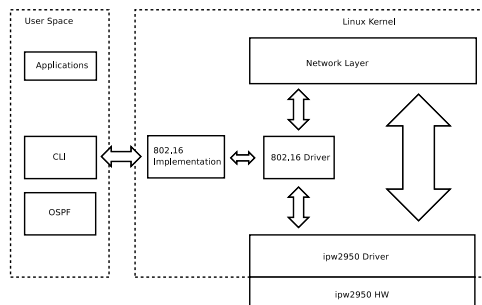 User Space
Linux Kernel
Applications
Network Layer
CLI
802,16
Implementation
802,16 Driver
OSPF
ipw2950 Driver
ipw2950 HW